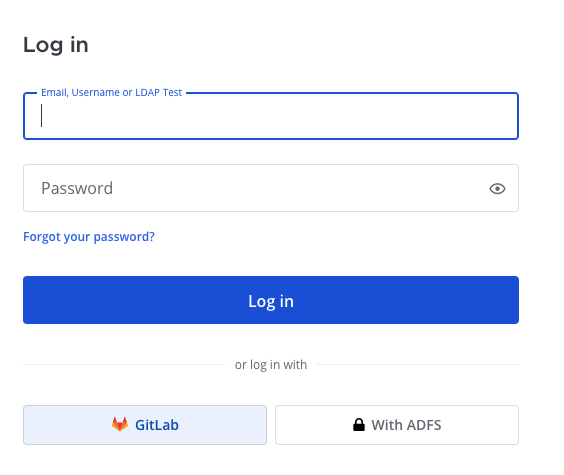 Log in
Email, Username or LDAP Test
Password
Forgot your password?
Log in
or log in with
GitLab
With ADFS